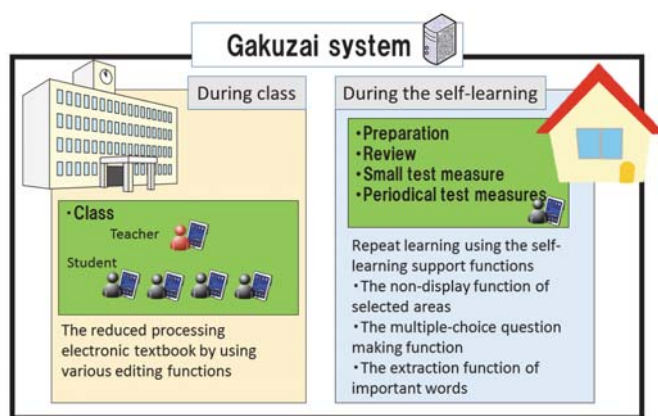 Gakuzai system
During class
・Class
Teacher
Student
The reduced processing
electronic textbook by using
various editing functions
During the self-learning
・Preparation
・Review
・Small test measure
・Periodical test measures
Repeat learning using the self-
learning support functions
・The non-display function of
selected areas
・The multiple-choice question
making function
・The extraction function of
important words